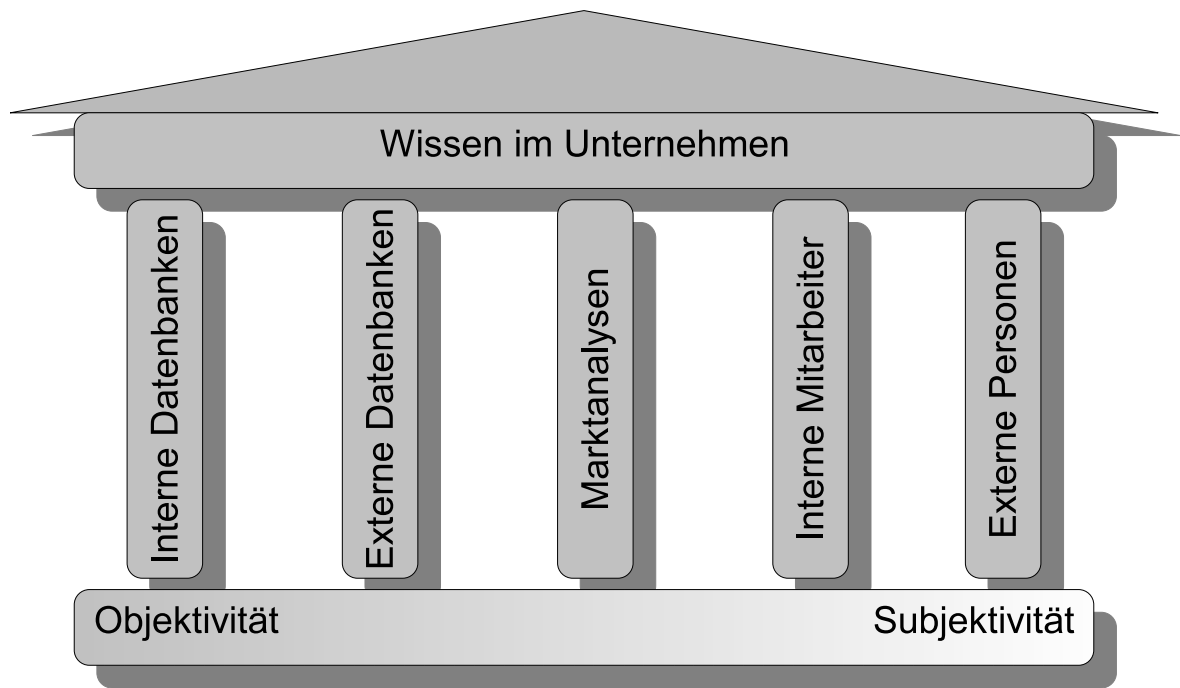 Wissen im Unternehmen
Interne Datenbanken
Externe Datenbanken
Marktanalysen
Interne Mitarbeiter
Externe Personen
Objektivität
Subjektivität